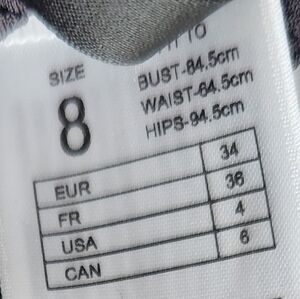 TO
SIZE
8
BUST-84.5cm
WAIST-64.5cm
HIPS-94.5cm
EUR 34
FR 36
USA 4
CAN 6